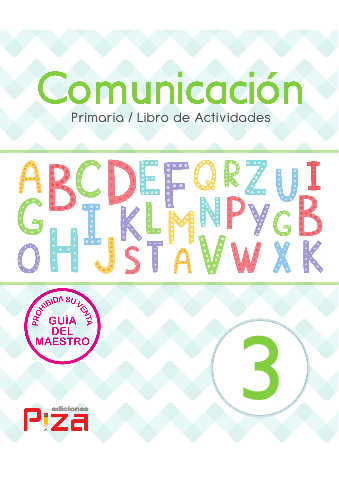 Comunicación
Primaria / Libro de Actividades
ABCDEFQRZUI
GIKLMNPYGB
OHJSTAVWXK
PROHIBIDA SU VENTA
GUÍA
DEL
MAESTRO
3
ediciones
Piza